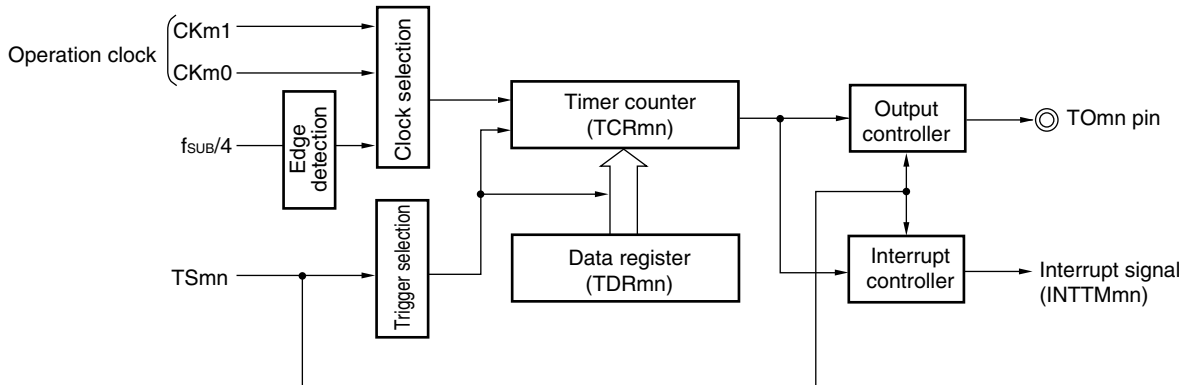 Operation clock
CKm1
CKm0
fSUB/4
Edge
detection
Clock selection
TSmn
Trigger selection
Timer counter
(TCRmn)
Data register
(TDRmn)
Output
controller
TOmn pin
Interrupt
controller
Interrupt signal
(INTTMmn)